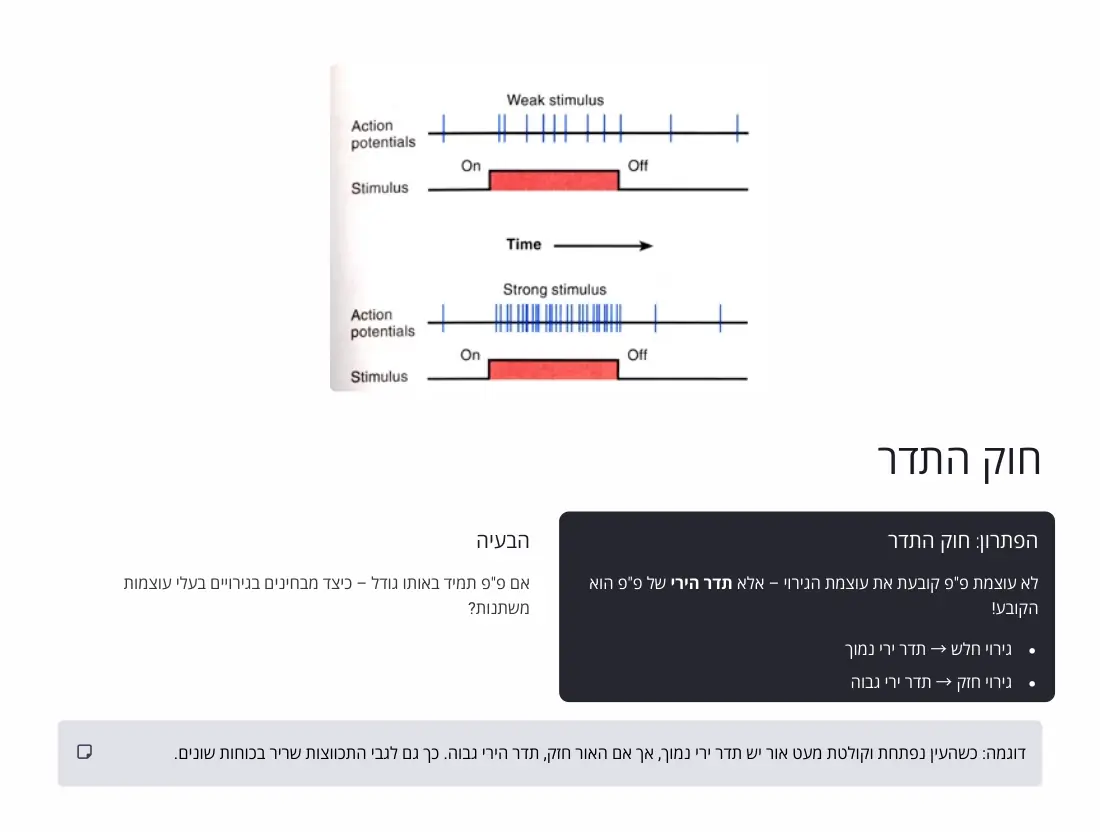 Weak stimulus
Action
potentials
On
Off
Stimulus
Time
Strong stimulus
Action
potentials
On
Off
Stimulus
חוק התדר
הפתרון: חוק התדר
לא עוצמת פ"פ קובעת את עוצמת הגירוי – אלא תדר הירי של פ"פ הוא
הקובע!
• גירוי חלש → תדר ירי נמוך
• גירוי חזק → תדר ירי גבוה
הבעיה
אם פ"פ תמיד באותו גודל – כיצד מבחינים בגירויים בעלי עוצמות
משתנות?
דוגמה: כשהעין נפתחת וקולטת מעט אור יש תדר ירי נמוך, אך אם האור חזק, תדר הירי גבוה. כך גם לגבי התכווצות שריר בכוחות שונים.